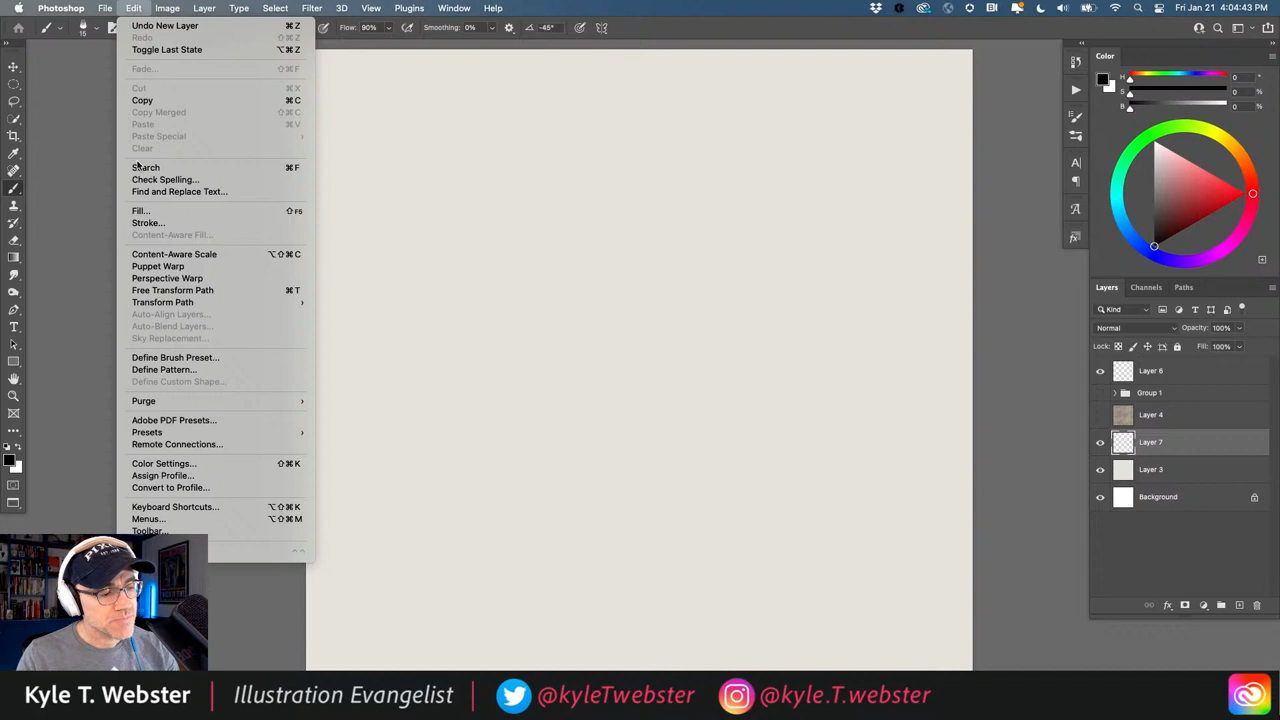 Photoshop File Edit Image Layer Type Select Filter 3D View Plugins Window Help Fri Jan 21 4:04:43 PM
15 Flow: 90% Smoothing: 0% -45°
Undo New Layer ⌘Z
Redo ⇧⌘Z
Toggle Last State ⌥⌘Z
Fade... ⇧⌘F
Cut ⌘X
Copy ⌘C
Copy Merged ⇧⌘C
Paste ⌘V
Paste Special
Clear
Search ⌘F
Check Spelling...
Find and Replace Text...
Fill... ⇧F5
Stroke...
Content-Aware Fill...
Content-Aware Scale ⌥⇧⌘C
Puppet Warp
Perspective Warp
Free Transform Path ⌘T
Transform Path
Auto-Align Layers...
Auto-Blend Layers...
Sky Replacement...
Define Brush Preset...
Define Pattern...
Define Custom Shape...
Purge
Adobe PDF Presets...
Presets
Remote Connections...
Color Settings... ⇧⌘K
Assign Profile...
Convert to Profile...
Keyboard Shortcuts... ⌥⇧⌘K
Menus... ⌥⇧⌘M
Toolbar...
Color
H 0 °
S 0 %
B 0 %
Layers Channels Paths
Kind
Normal Opacity: 100%
Lock: Fill: 100%
Layer 6
Group 1
Layer 4
Layer 7
Layer 3
Background
Kyle T. Webster | Illustration Evangelist | @kyleTwebster | @kyle.T.webster